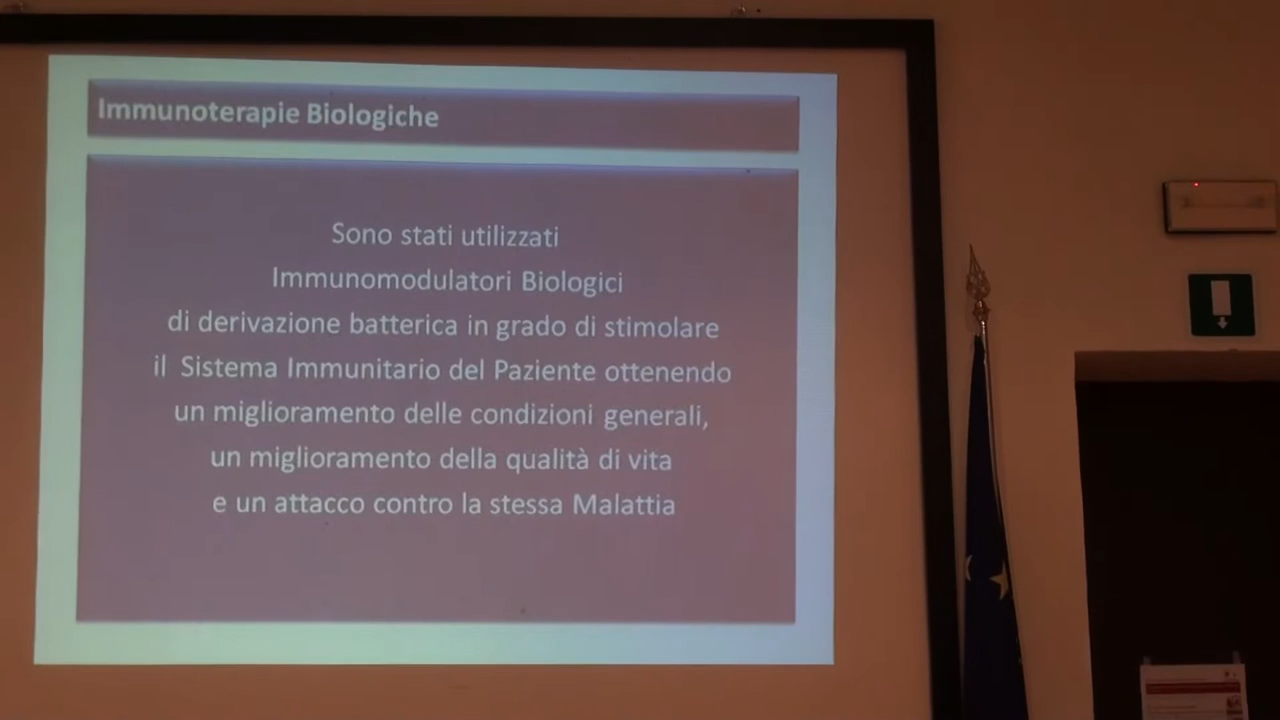 Immunoterapie Biologiche
Sono stati utilizzati
Immunomodulatori Biologici
di derivazione batterica in grado di stimolare
il Sistema Immunitario del Paziente ottenendo
un miglioramento delle condizioni generali,
un miglioramento della qualità di vita
e un attacco contro la stessa Malattia